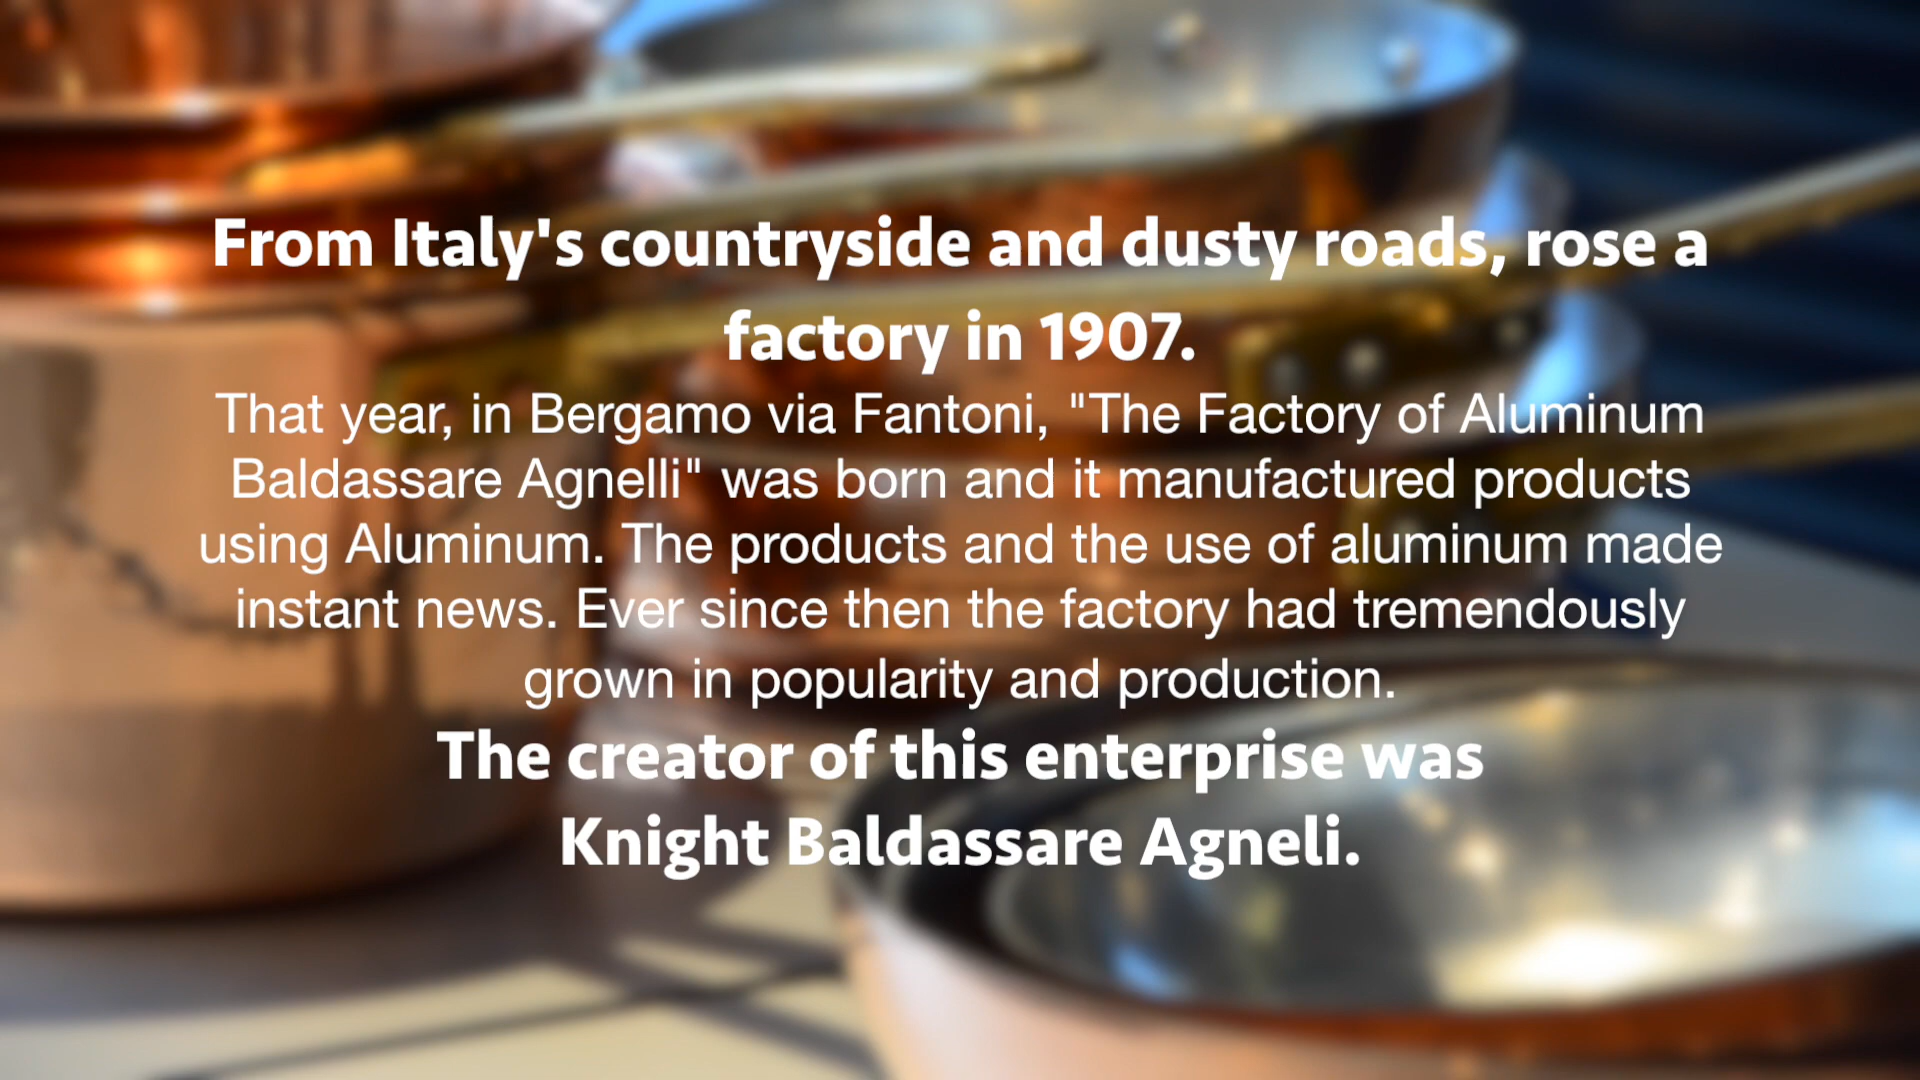 From Italy's countryside and dusty roads, rose a
factory in 1907.
That year, in Bergamo via Fantoni, "The Factory of Aluminum
Baldassare Agnelli" was born and it manufactured products
using Aluminum. The products and the use of aluminum made
instant news. Ever since then the factory had tremendously
grown in popularity and production.
The creator of this enterprise was
Knight Baldassare Agneli.